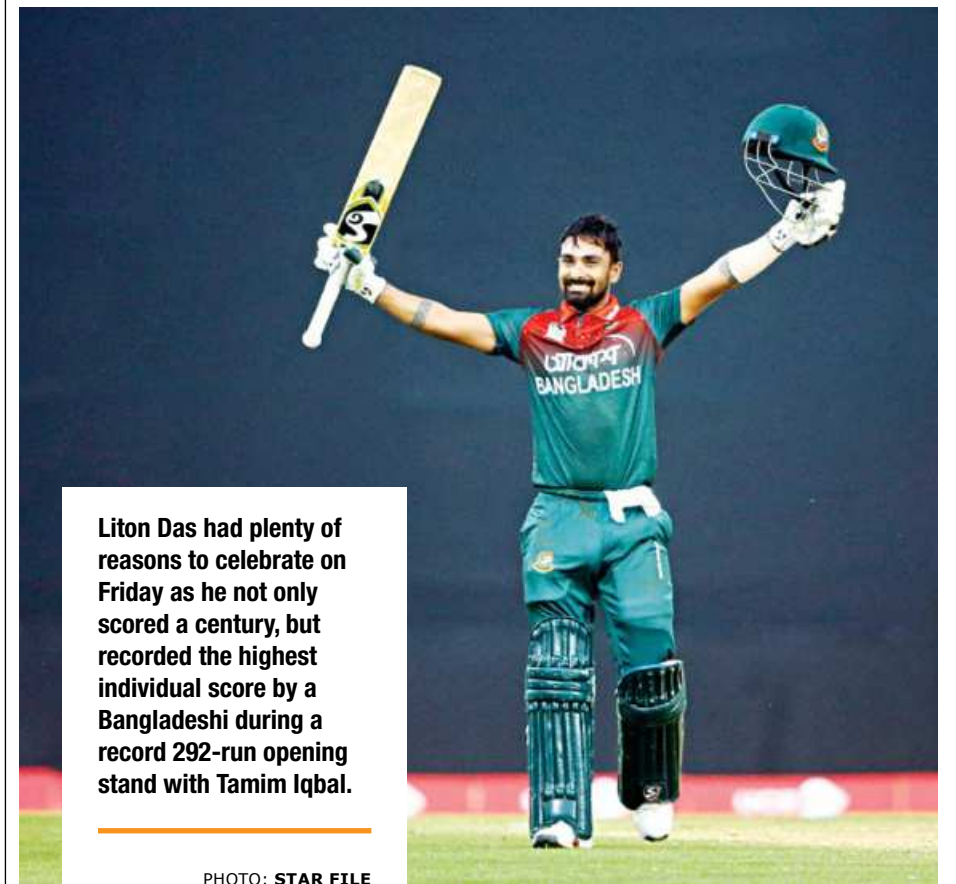 বাংলাদেশ
BANGLADESH
Liton Das had plenty of
reasons to celebrate on
Friday as he not only
scored a century, but
recorded the highest
individual score by a
Bangladeshi during a
record 292-run opening
stand with Tamim Iqbal.
PHOTO: STAR FILE